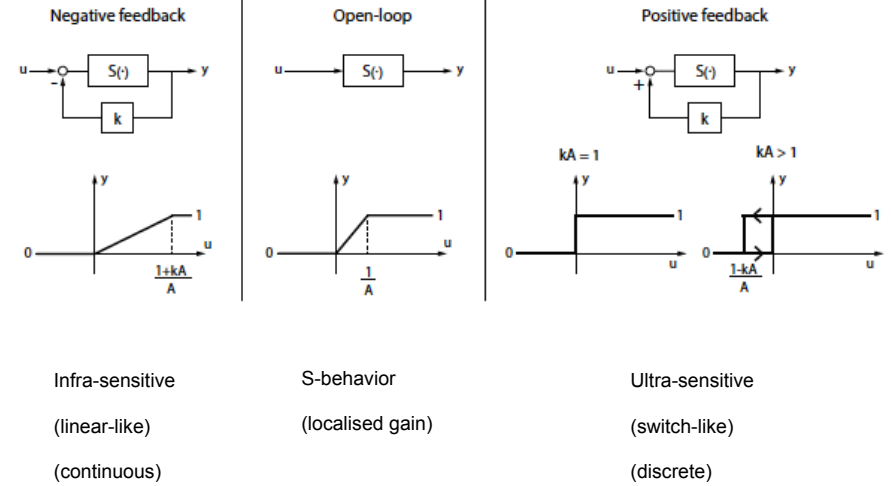 Negative feedback
Open-loop
Positive feedback
u S(·) y
-
k
u S(·) y
u S(·) y
+
k
kA = 1
kA > 1
y
1
0
u
1+kA
A
y
1
0
u
1
A
y
1
0
u
y
1
0
u
1-kA
A
Infra-sensitive
(linear-like)
(continuous)
S-behavior
(localised gain)
Ultra-sensitive
(switch-like)
(discrete)